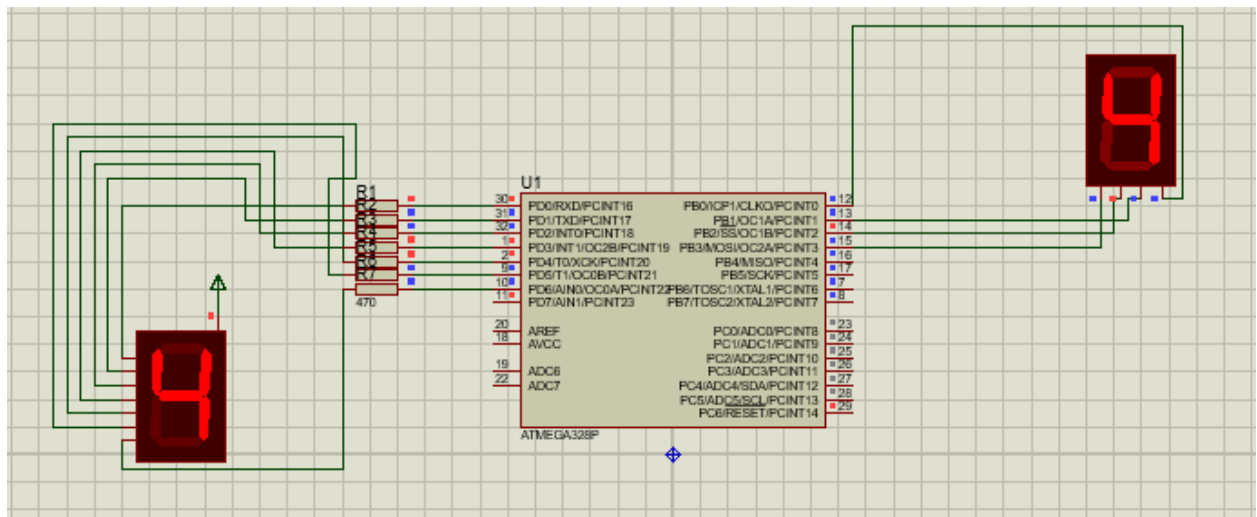 U1
R1
R2
R3
R4
R5
R6
R7
470
30 PD0/RXD/PCINT16
31 PD1/TXD/PCINT17
32 PD2/INT0/PCINT18
1 PD3/INT1/OC2B/PCINT19
2 PD4/T0/XCK/PCINT20
9 PD5/T1/OC0B/PCINT21
10 PD6/AIN0/OC0A/PCINT22
11 PD7/AIN1/PCINT23
20 AREF
18 AVCC
19 ADC6
22 ADC7
PB0/ICP1/CLKO/PCINT0 12
PB1/OC1A/PCINT1 13
PB2/SS/OC1B/PCINT2 14
PB3/MOSI/OC2A/PCINT3 15
PB4/MISO/PCINT4 16
PB5/SCK/PCINT5 17
PB6/TOSC1/XTAL1/PCINT6 7
PB7/TOSC2/XTAL2/PCINT7 8
PC0/ADC0/PCINT8 23
PC1/ADC1/PCINT9 24
PC2/ADC2/PCINT10 25
PC3/ADC3/PCINT11 26
PC4/ADC4/SDA/PCINT12 27
PC5/ADC5/SCL/PCINT13 28
PC6/RESET/PCINT14 29
ATMEGA328P
4
4